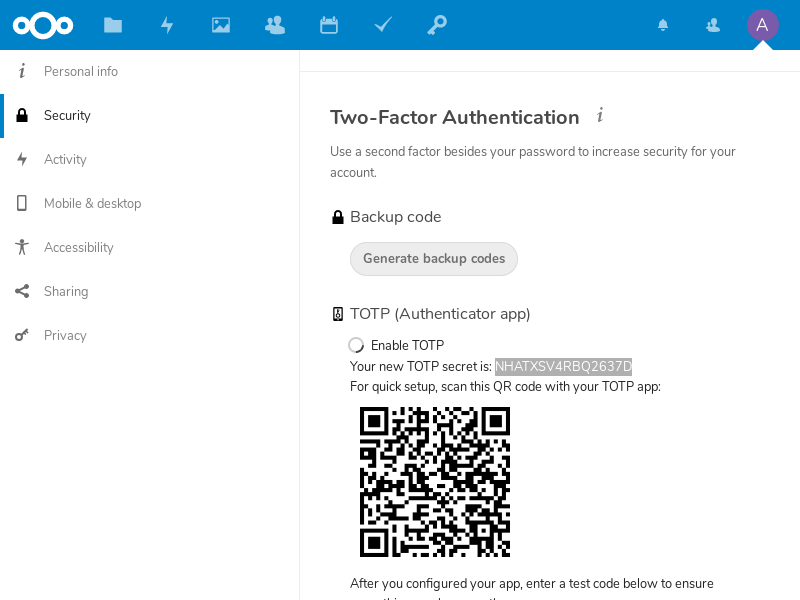 A
Personal info
Security
Activity
Mobile & desktop
Accessibility
Sharing
Privacy
Two-Factor Authentication
Use a second factor besides your password to increase security for your
account.
Backup code
Generate backup codes
TOTP (Authenticator app)
Enable TOTP
Your new TOTP secret is: NHATXSV4RBQ2637D
For quick setup, scan this QR code with your TOTP app:
After you configured your app, enter a test code below to ensure